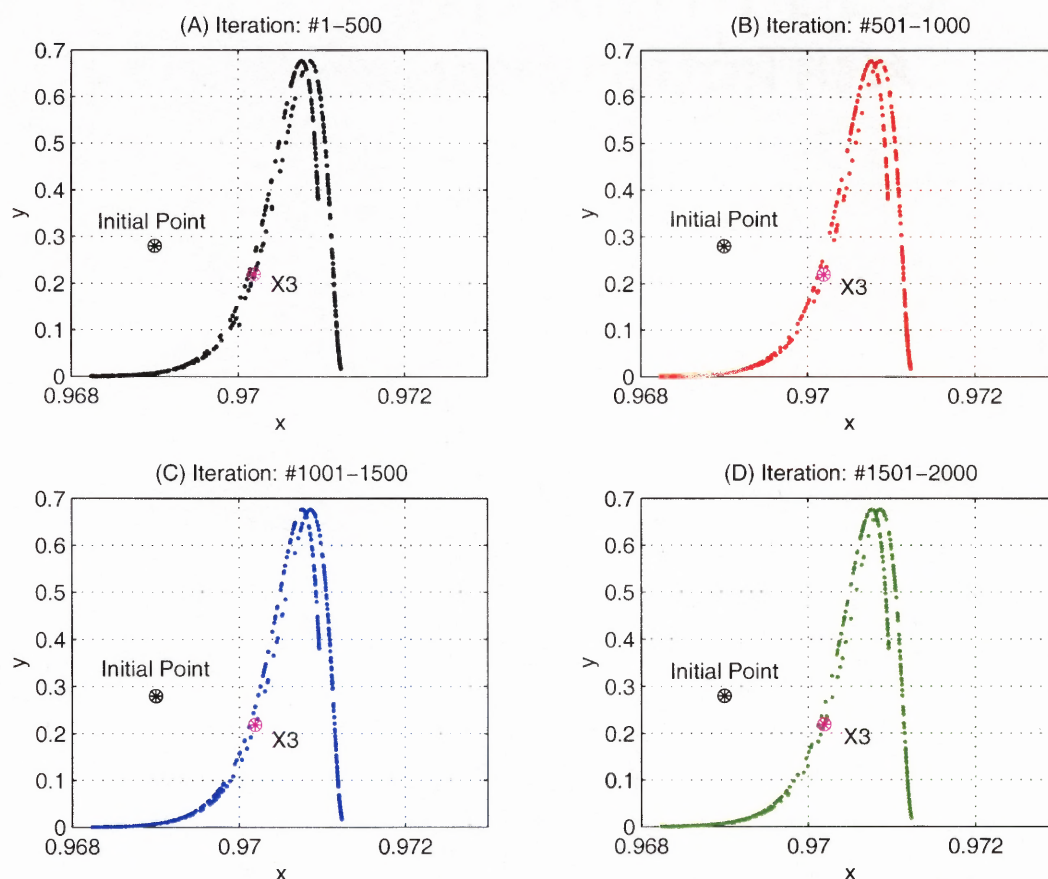 (A) Iteration: #1–500
0.7
0.6
0.5
0.4
0.3
0.2
0.1
0
y
Initial Point
X3
0.968
0.97
0.972
x
(B) Iteration: #501–1000
0.7
0.6
0.5
0.4
0.3
0.2
0.1
0
y
Initial Point
X3
0.968
0.97
0.972
x
(C) Iteration: #1001–1500
0.7
0.6
0.5
0.4
0.3
0.2
0.1
0
y
Initial Point
X3
0.968
0.97
0.972
x
(D) Iteration: #1501–2000
0.7
0.6
0.5
0.4
0.3
0.2
0.1
0
y
Initial Point
X3
0.968
0.97
0.972
x